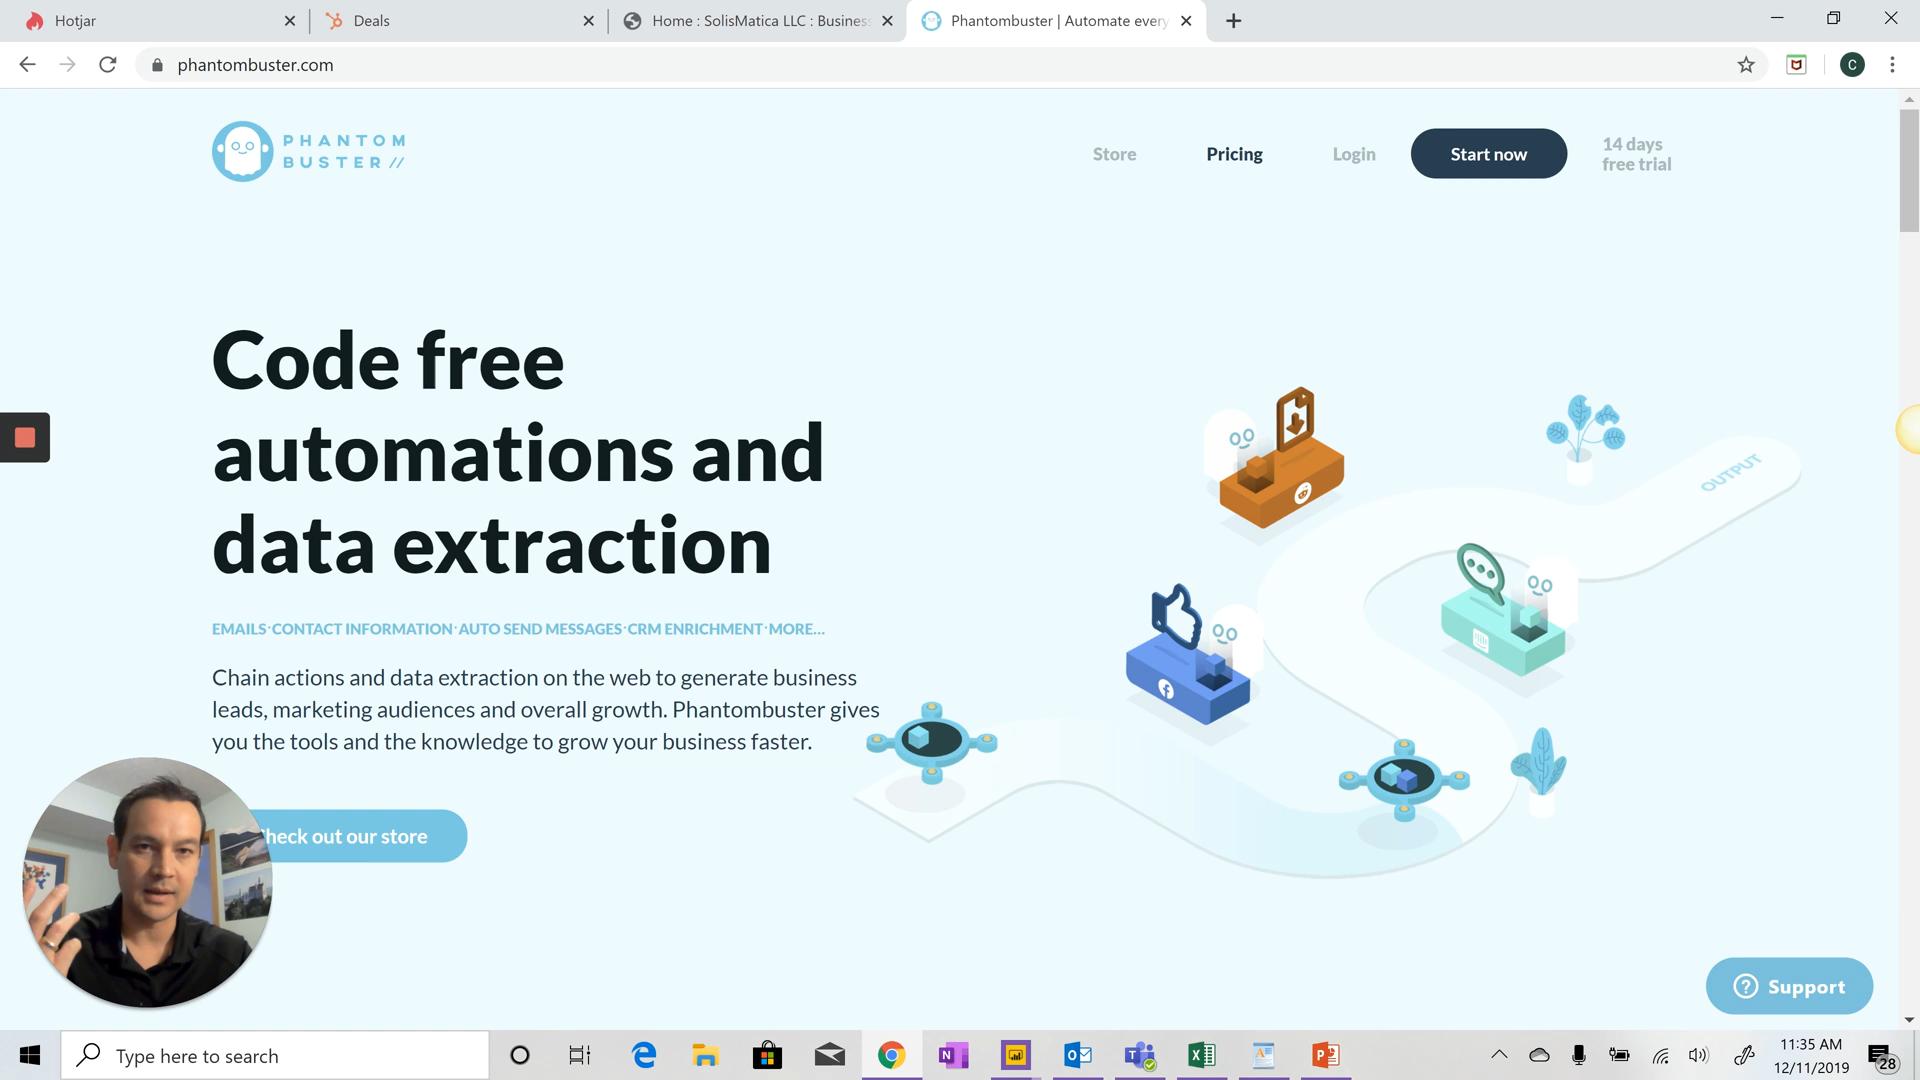 Hotjar
Deals
Home : SolisMatica LLC : Business
Phantombuster | Automate every
phantombuster.com
C
PHANTOM
BUSTER //
Store
Pricing
Login
Start now
14 days
free trial
Code free
automations and
data extraction
EMAILS·CONTACT INFORMATION·AUTO SEND MESSAGES·CRM ENRICHMENT·MORE...
Chain actions and data extraction on the web to generate business
leads, marketing audiences and overall growth. Phantombuster gives
you the tools and the knowledge to grow your business faster.
OUTPUT
heck out our store
? Support
Type here to search
11:35 AM
12/11/2019
28